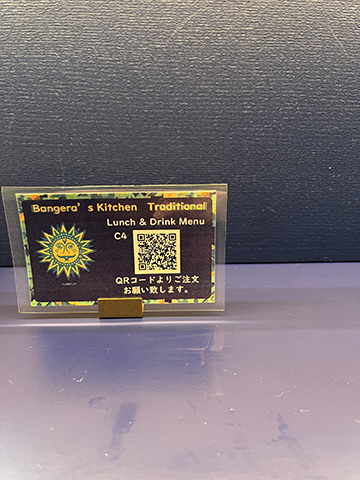 Bangera's Kitchen Traditional
Lunch & Drink Menu
C4
QRコードよりご注文
お願い致します。